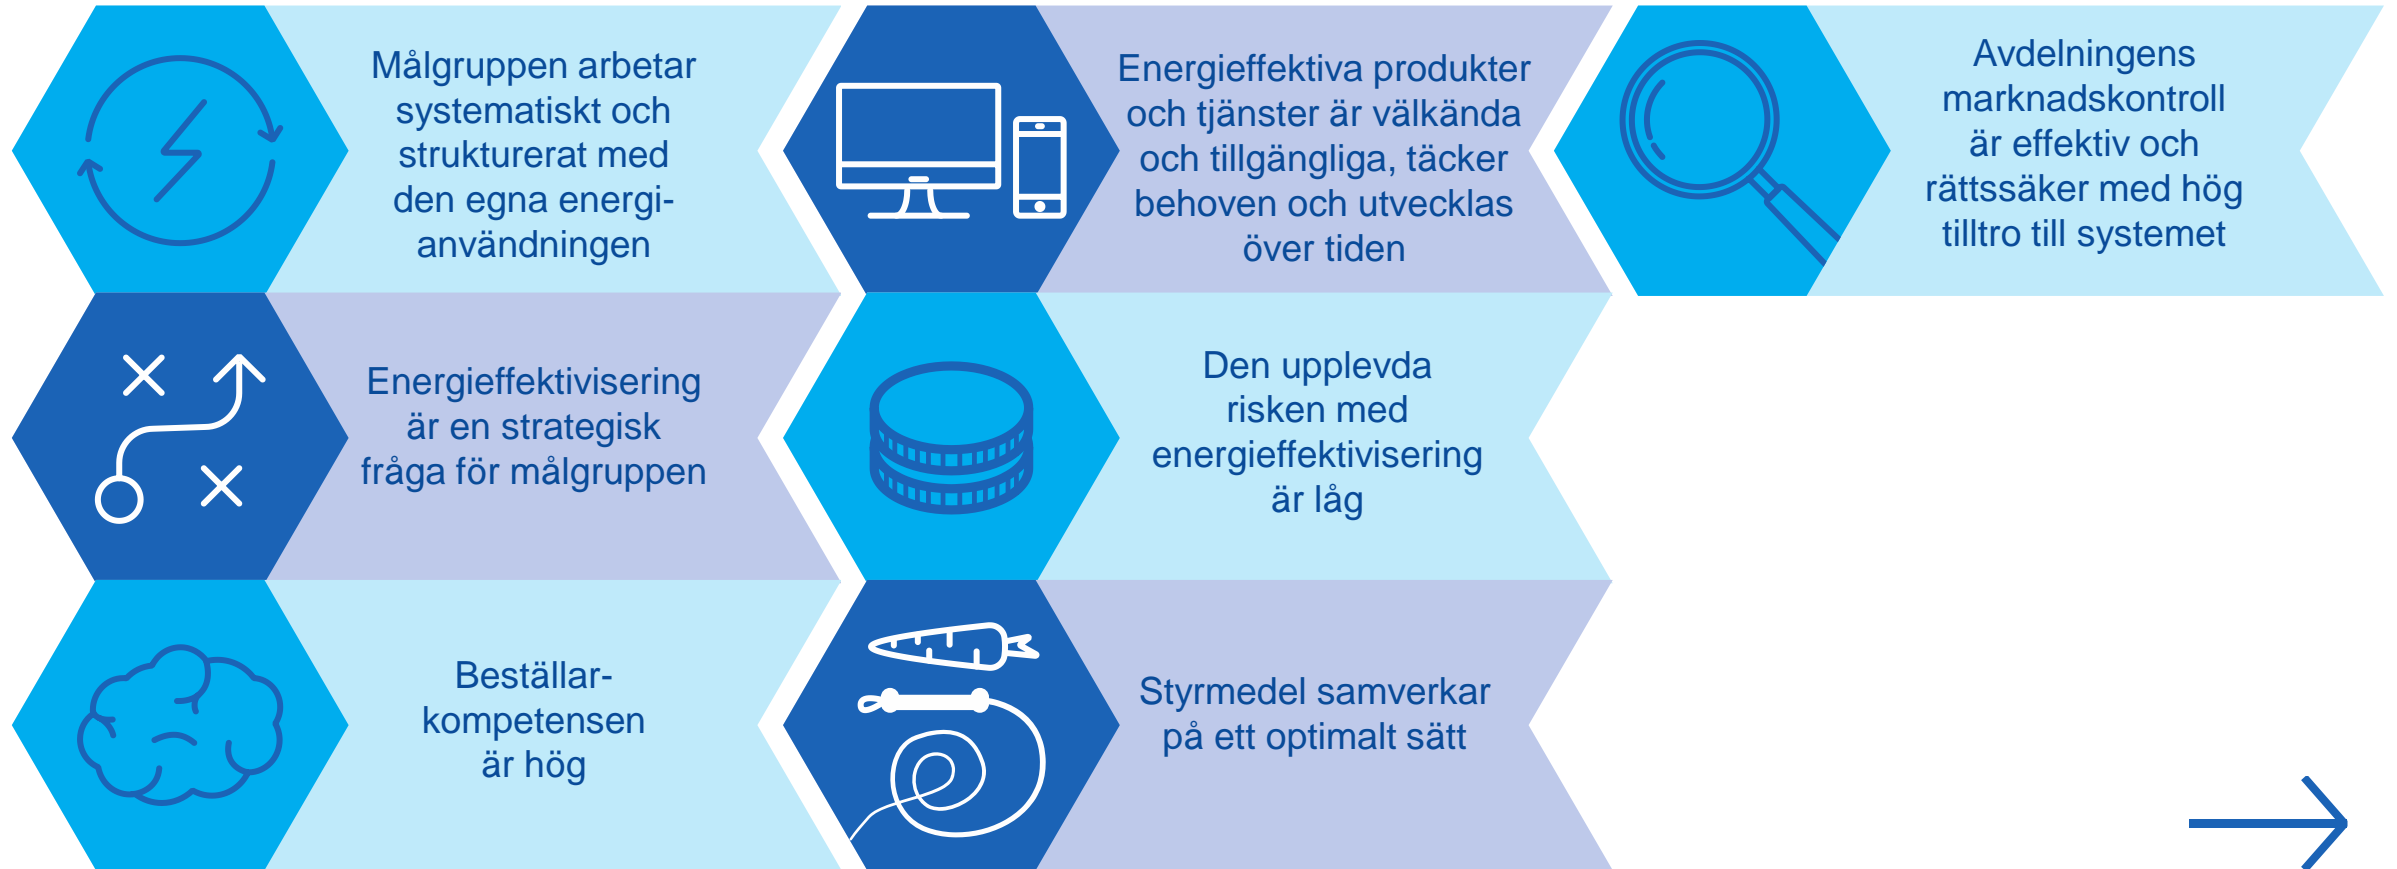 Målgruppen arbetar
systematiskt och
strukturerat med
den egna energi-
användningen
Energieffektivisering
är en strategisk
fråga för målgruppen
Beställar-
kompetensen
är hög
Energieffektiva produkter
och tjänster är välkända
och tillgängliga, täcker
behoven och utvecklas
över tiden
Den upplevda
risken med
energieffektivisering
är låg
Styrmedel samverkar
på ett optimalt sätt
Avdelningens
marknadskontroll
är effektiv och
rättssäker med hög
tilltro till systemet